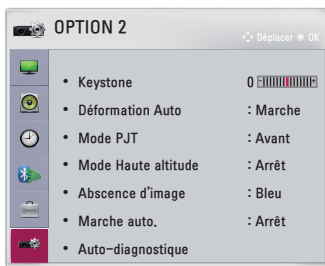 OPTION 2
Déplacer OK
• Keystone 0 - +
• Déformation Auto : Marche
• Mode PJT : Avant
• Mode Haute altitude : Arrêt
• Abscence d'image : Bleu
• Marche auto. : Arrêt
• Auto-diagnostique